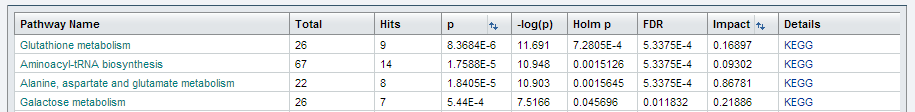 Pathway Name Total Hits p -log(p) Holm p FDR Impact Details
Glutathione metabolism 26 9 8.3684E-6 11.691 7.2805E-4 5.3375E-4 0.16897 KEGG
Aminoacyl-tRNA biosynthesis 67 14 1.7588E-5 10.948 0.0015126 5.3375E-4 0.09302 KEGG
Alanine, aspartate and glutamate metabolism 22 8 1.8405E-5 10.903 0.0015645 5.3375E-4 0.86781 KEGG
Galactose metabolism 26 7 5.44E-4 7.5166 0.045696 0.011832 0.21886 KEGG